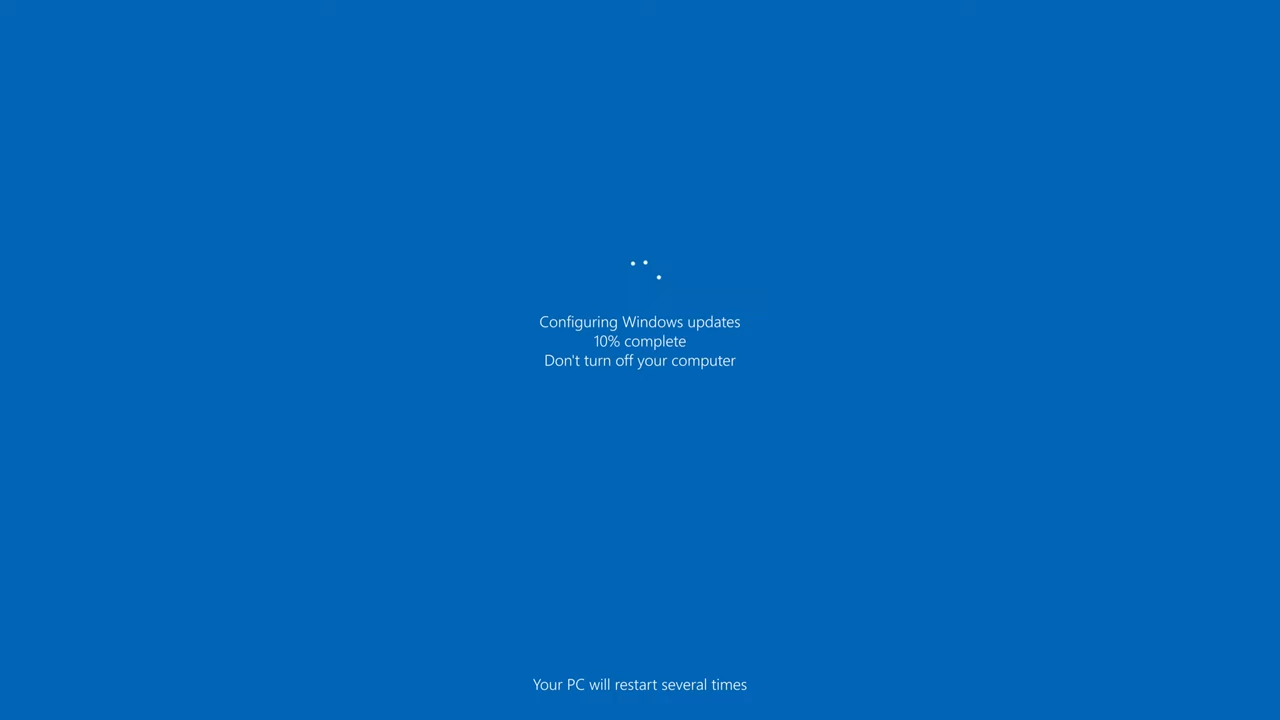 Configuring Windows updates
10% complete
Don't turn off your computer
Your PC will restart several times